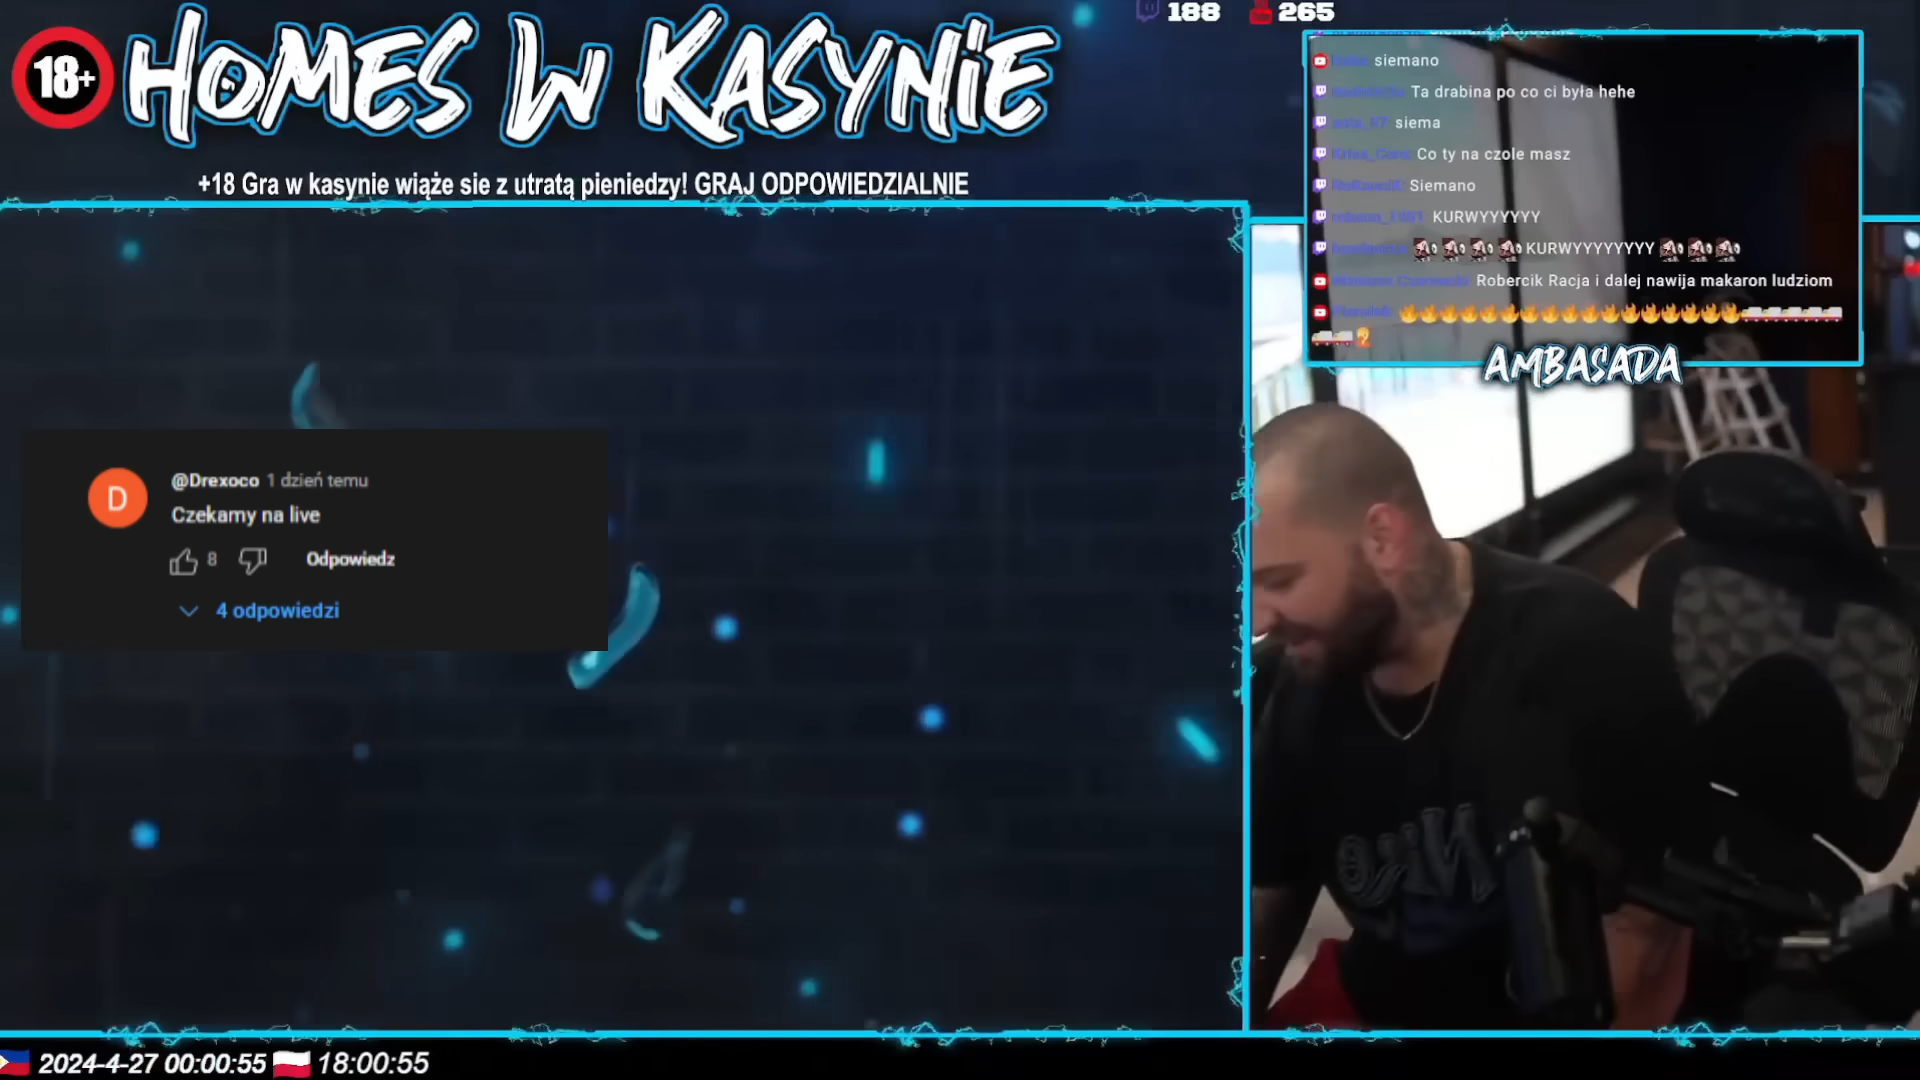 188 265
18+ HOMES W KASYNIE
+18 Gra w kasynie wiąże sie z utratą pieniedzy! GRAJ ODPOWIEDZIALNIE
siemano
Ta drabina po co ci była hehe
siema
Co ty na czole masz
Siemano
KURWYYYYYY
KURWYYYYYYYY
Robercik Racja i dalej nawija makaron ludziom
AMBASADA
@Drexoco 1 dzień temu
D
Czekamy na live
8 Odpowiedz
4 odpowiedzi
2024-4-27 00:00:55 18:00:55